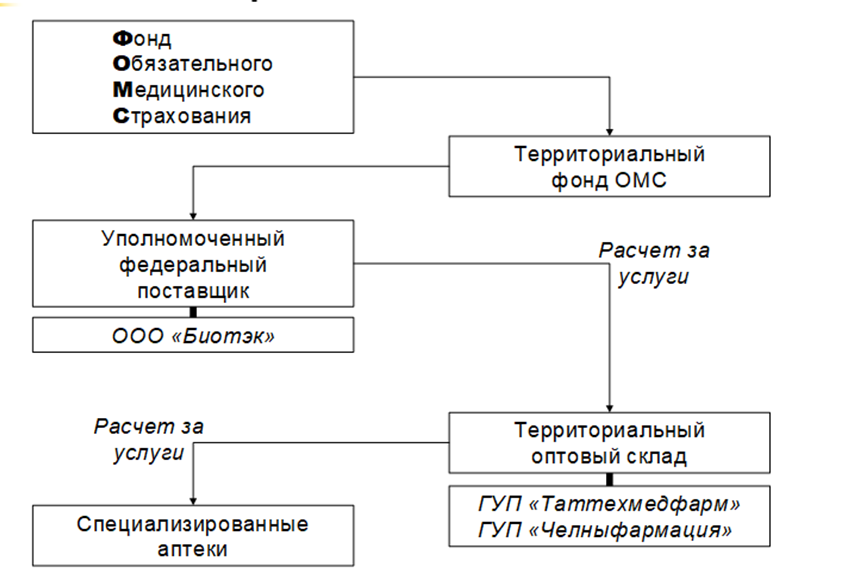 Фонд
Обязательного
Медицинского
Страхования
Территориальный
фонд ОМС
Уполномоченный
федеральный
поставщик
ООО «Биотэк»
Расчет за
услуги
Расчет за
услуги
Территориальный
оптовый склад
ГУП «Таттехмедфарм»
ГУП «Челныфармация»
Специализированные
аптеки